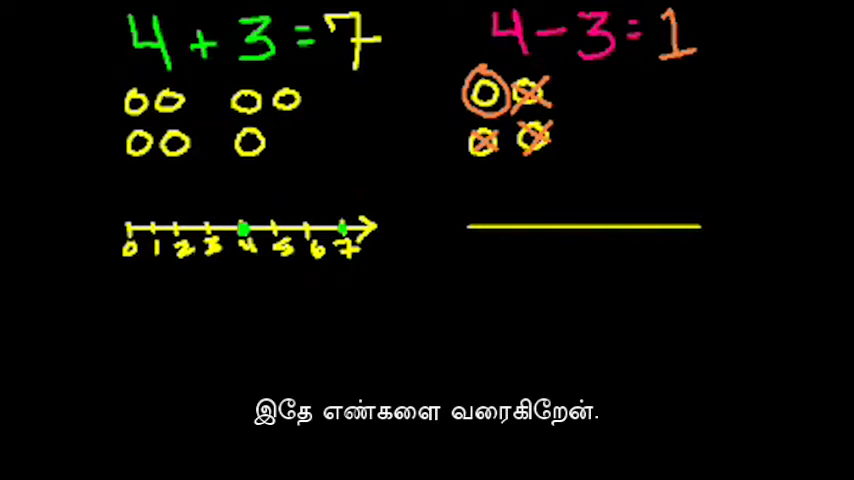 4 + 3 = 7
4 - 3 = 1
0 1 2 3 4 5 6 7
இதே எண்களை வரைகிறேன்.